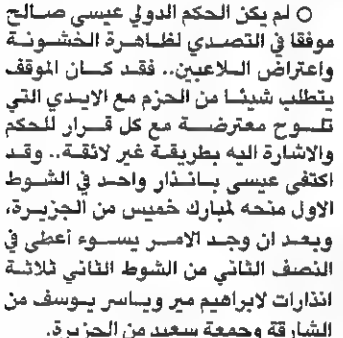 ○ لم يكن الحكم الدولي عيسى صالح
موفقا في التصدي لظاهرة الخشونة
واعتراض اللاعبين.. فقد كان الموقف
يتطلب شيئا من الحزم مع الايدي التي
تلوح معترضة مع كل قرار للحكم
والاشارة اليه بطريقة غير لائقة.. وقد
اكتفى عيسى بانذار واحد في الشوط
الاول منحه لمبارك خميس من الجزيرة،
وبعد ان وجد الامر يسوء أعطى في
النصف الثاني من الشوط الثاني ثلاثة
انذارات لابراهيم مير وياسر يوسف من
الشارقة وجمعة سعيد من الجزيرة.